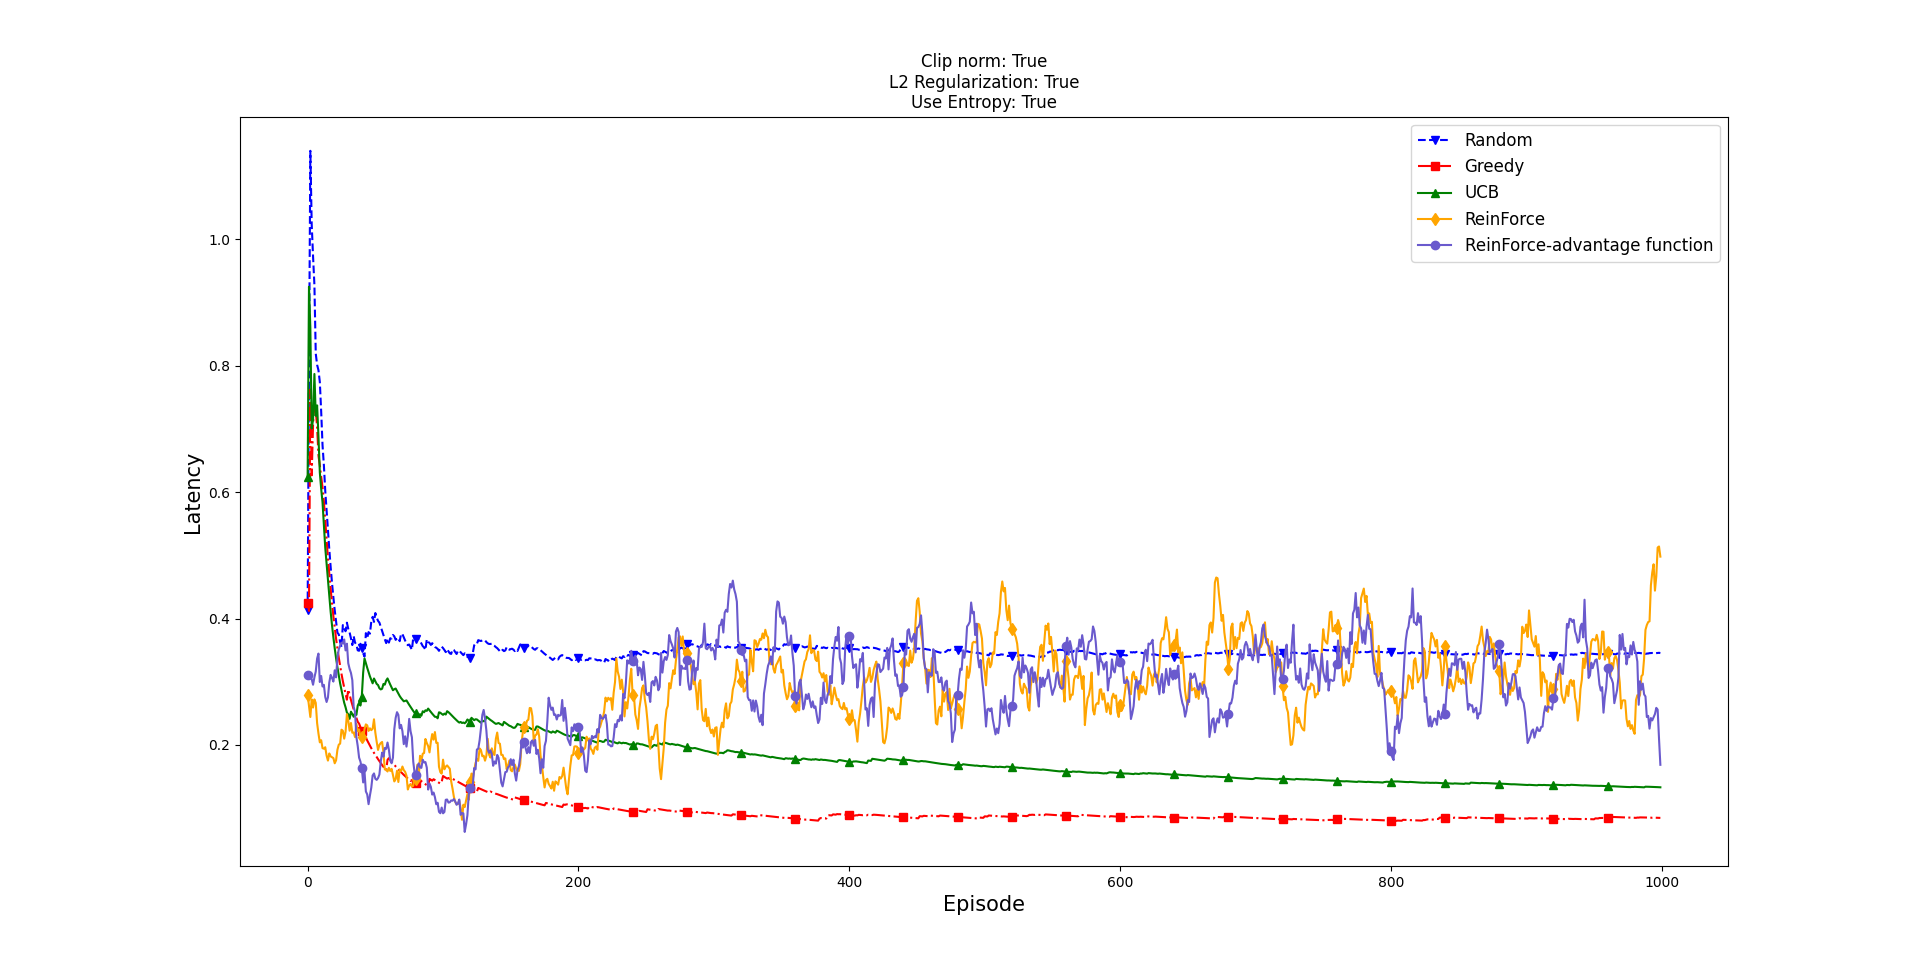 Clip norm: True
L2 Regularization: True
Use Entropy: True
Random
Greedy
UCB
ReinForce
ReinForce-advantage function
Latency
1.0
0.8
0.6
0.4
0.2
0
200
400
600
800
1000
Episode